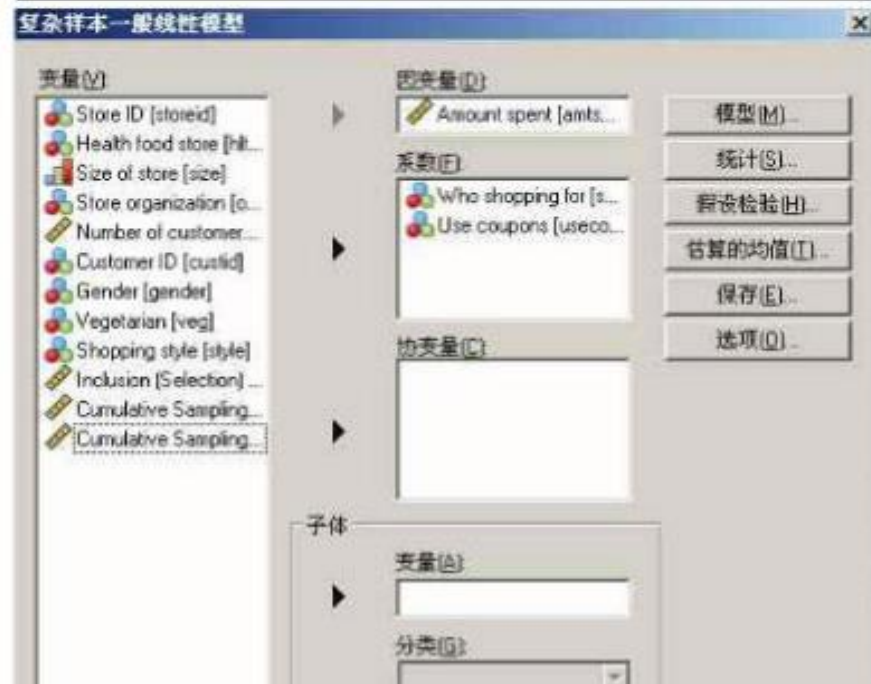 复杂样本一般线性模型
变量(V)
Store ID [storeid]
Health food store [hlt...
Size of store [size]
Store organization [o...
Number of customer...
Customer ID [custid]
Gender [gender]
Vegetarian [veg]
Shopping style [style]
Inclusion (Selection) ...
Cumulative Sampling...
Cumulative Sampling...
因变量(D):
Amount spent [amts...
系数(F)
Who shopping for [s...
Use coupons [useco...
协变量(C)
子体
变量(A)
分类(G):
模型(M)...
统计(S)...
假设检验(H)...
估算的均值(T)...
保存(E)...
选项(O)...